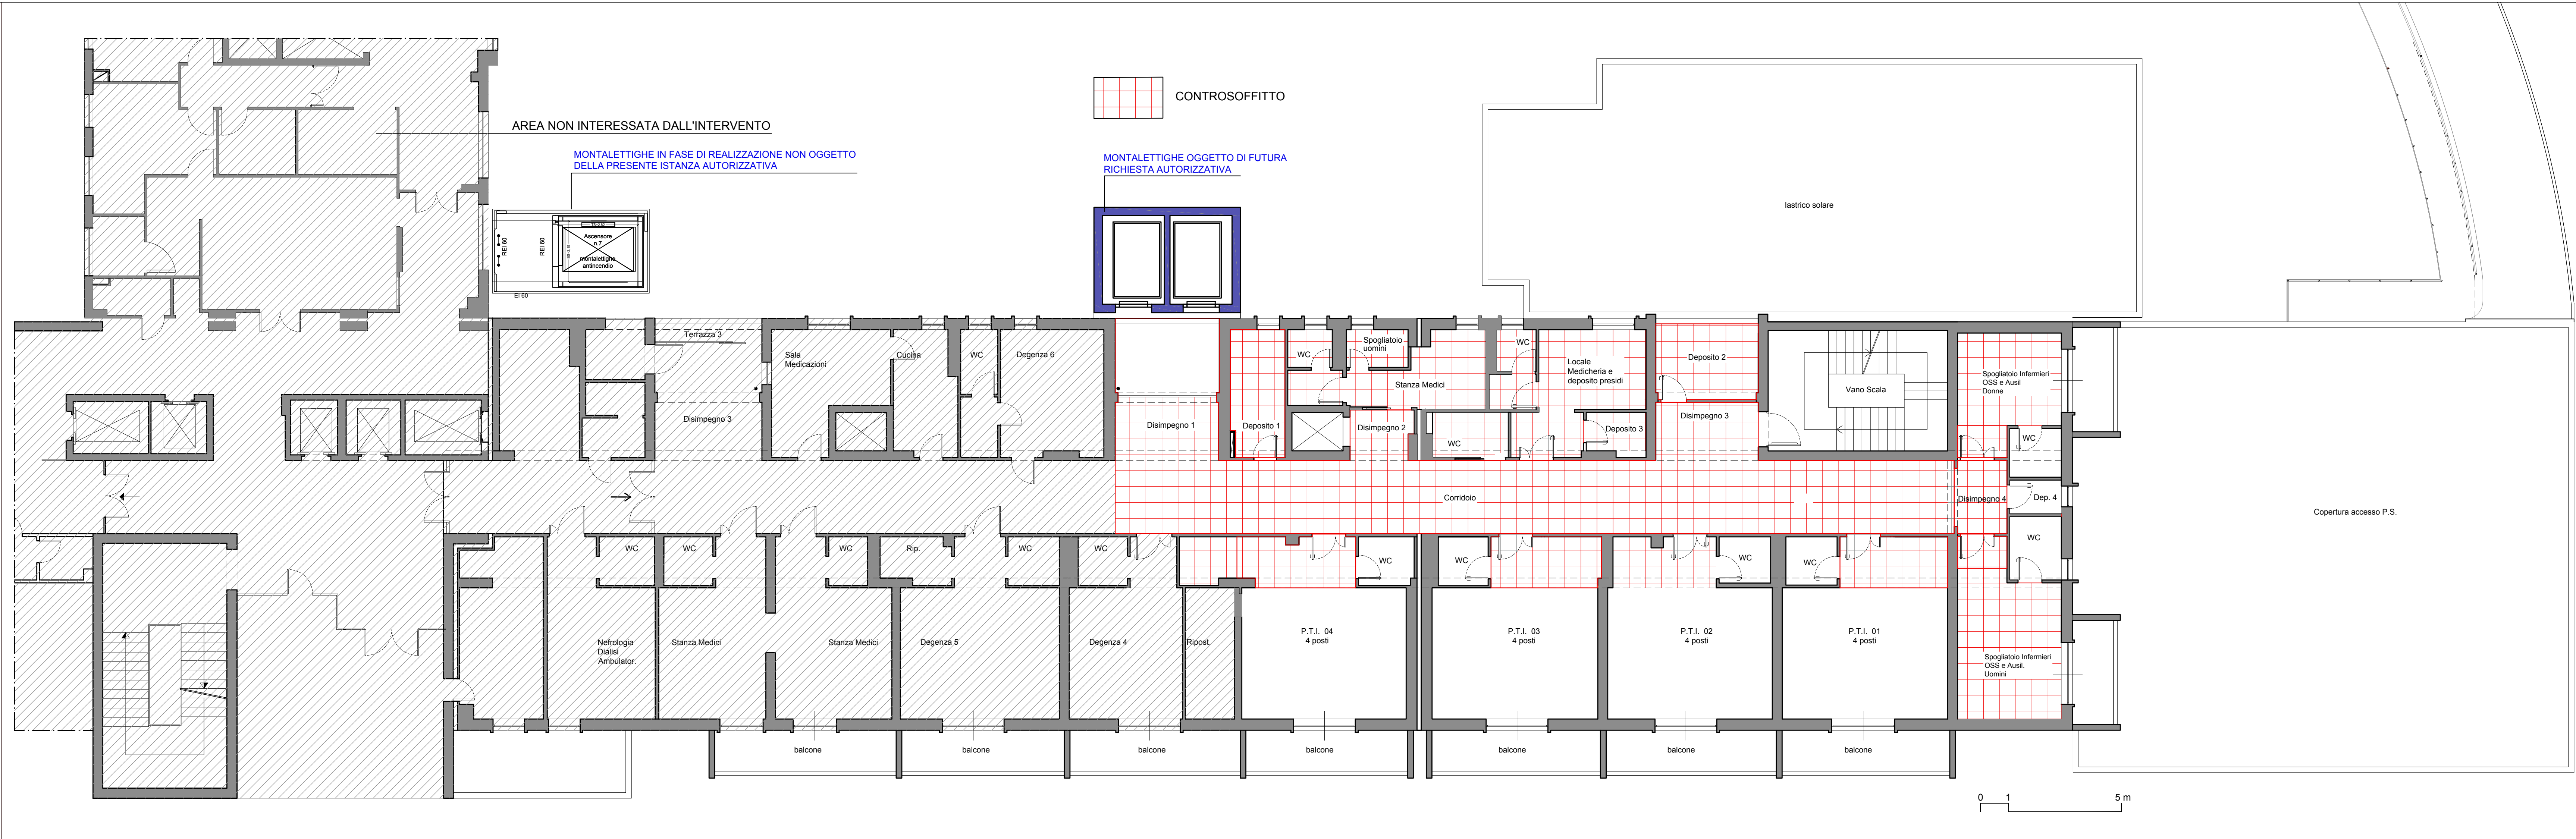 CONTROSOFFITTO
AREA NON INTERESSATA DALL'INTERVENTO
MONTALETTIGHE IN FASE DI REALIZZAZIONE NON OGGETTO
DELLA PRESENTE ISTANZA AUTORIZZATIVA
MONTALETTIGHE OGGETTO DI FUTURA
RICHIESTA AUTORIZZATIVA
lastrico solare
REI 60
REI 60
Ascensore
n.7
montalettighe
antincendio
EI 60
Terrazza 3
Sala
Medicazioni
Cucina
WC
Degenza 6
WC
Spogliatoio
uomini
WC
Locale
Medicheria e
deposito presidi
Stanza Medici
Deposito 2
Vano Scala
Spogliatoio Infermieri
OSS e Ausil
Donne
Disimpegno 3
Disimpegno 1
Deposito 1
Disimpegno 2
WC
Deposito 3
Disimpegno 3
WC
Corridoio
Disimpegno 4
Dep. 4
Copertura accesso P.S.
WC
WC
WC
Rip.
WC
WC
WC
WC
WC
WC
WC
Nefrologia
Dialisi
Ambulator.
Stanza Medici
Stanza Medici
Degenza 5
Degenza 4
Ripost.
P.T.I. 04
4 posti
P.T.I. 03
4 posti
P.T.I. 02
4 posti
P.T.I. 01
4 posti
Spogliatoio Infermieri
OSS e Ausil.
Uomini
balcone
balcone
balcone
balcone
balcone
balcone
balcone
0 1 5 m